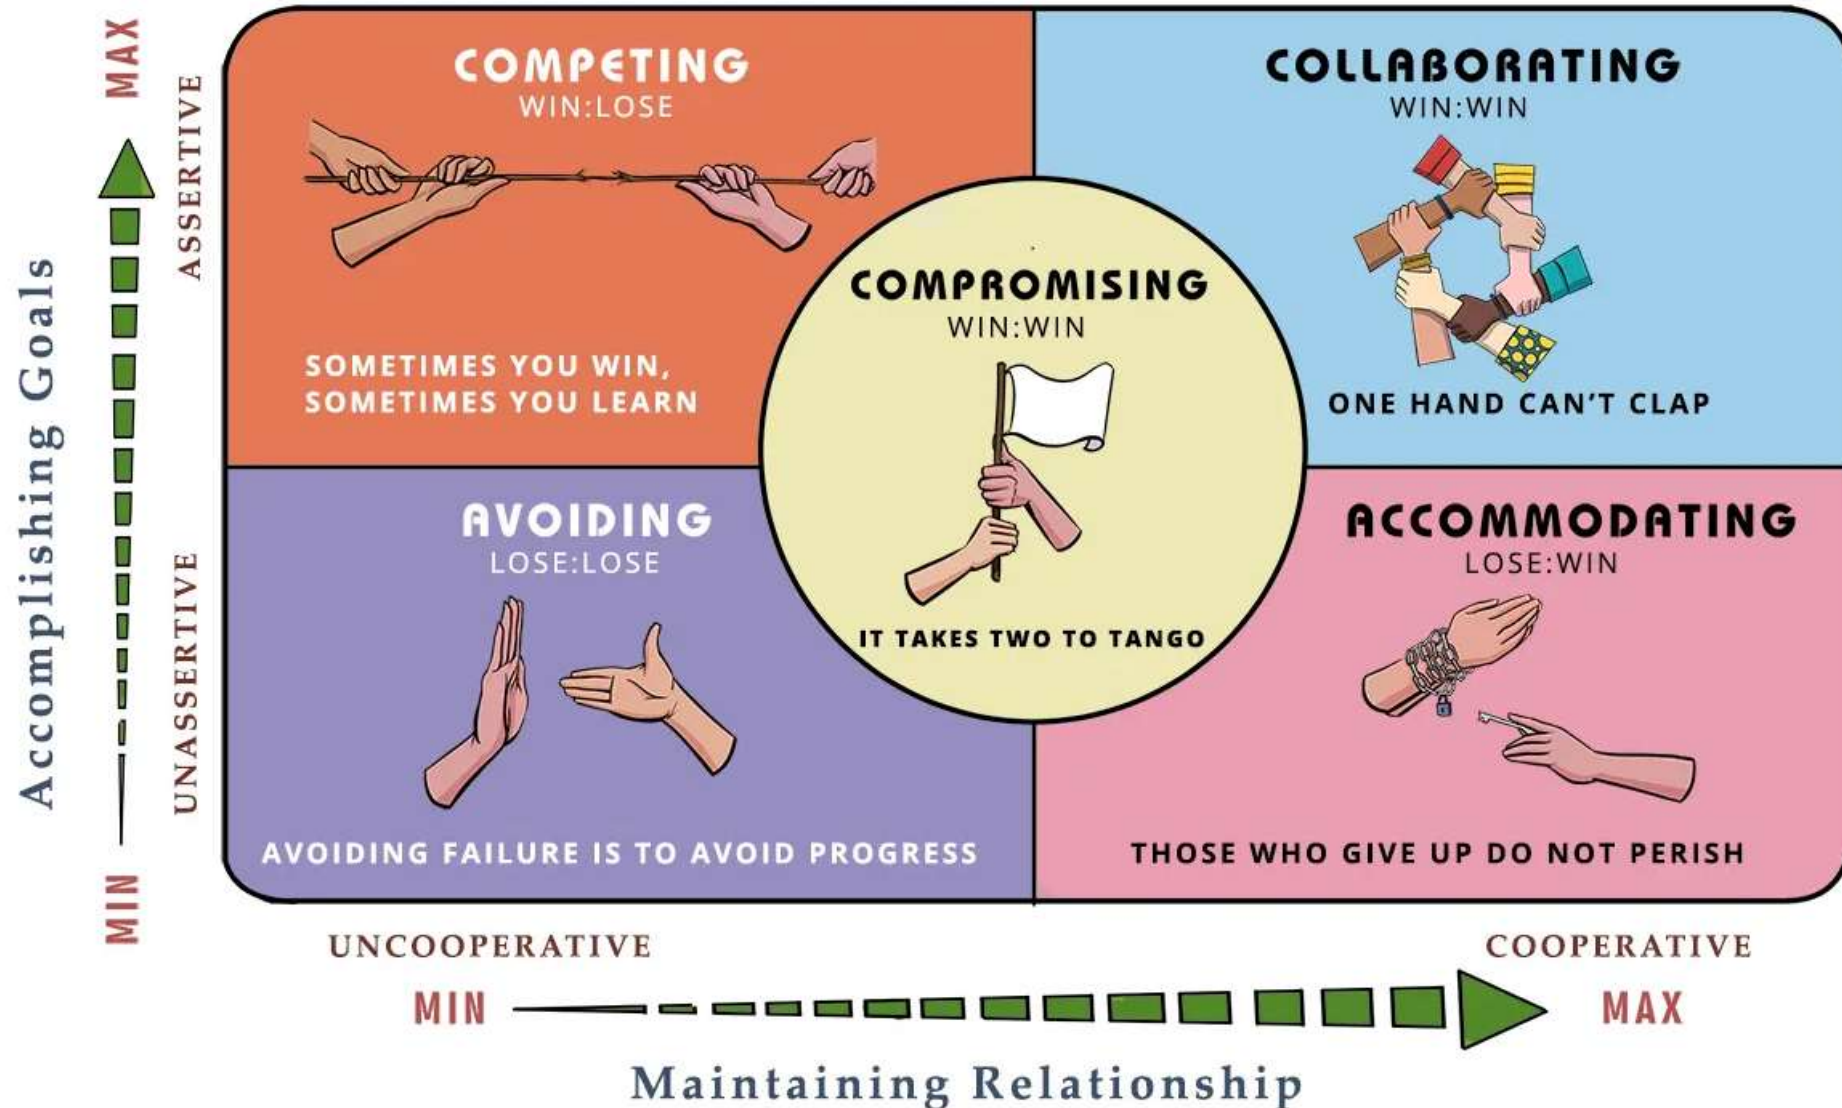 MAX
ASSERTIVE
Accomplishing Goals
UNASSERTIVE
MIN
COMPETING
WIN:LOSE
SOMETIMES YOU WIN,
SOMETIMES YOU LEARN
COLLABORATING
WIN:WIN
ONE HAND CAN'T CLAP
COMPROMISING
WIN:WIN
IT TAKES TWO TO TANGO
AVOIDING
LOSE:LOSE
AVOIDING FAILURE IS TO AVOID PROGRESS
ACCOMMODATING
LOSE:WIN
THOSE WHO GIVE UP DO NOT PERISH
UNCOOPERATIVE
COOPERATIVE
MIN
MAX
Maintaining Relationship